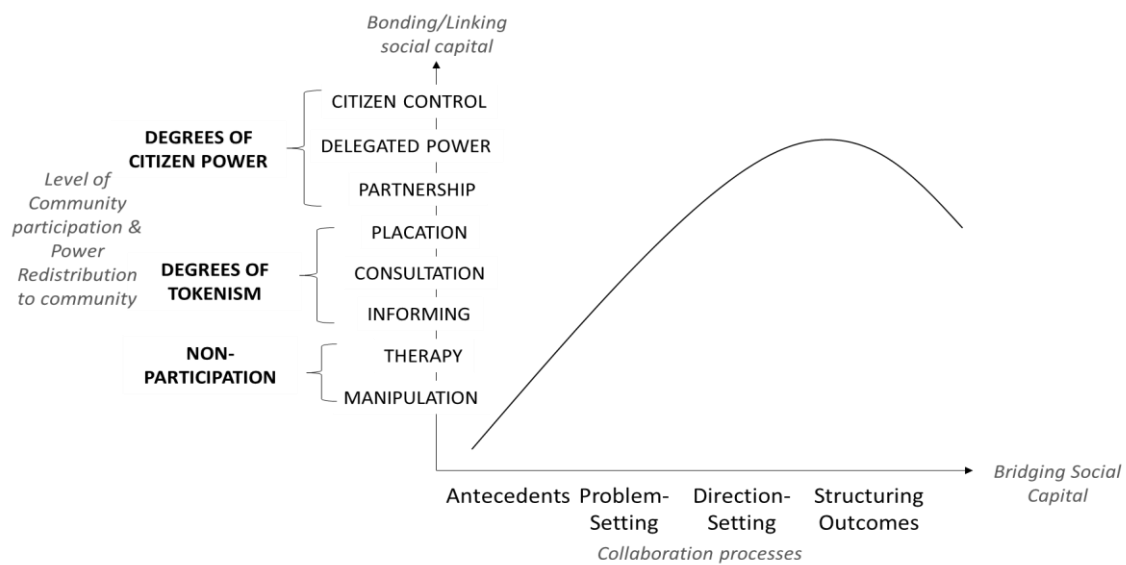 Bonding/Linking
social capital
CITIZEN CONTROL
DEGREES OF
CITIZEN POWER
DELEGATED POWER
PARTNERSHIP
Level of
Community
participation &
Power
Redistribution
to community
PLACATION
DEGREES OF
TOKENISM
CONSULTATION
INFORMING
NON-
PARTICIPATION
THERAPY
MANIPULATION
Bridging Social
Capital
Antecedents
Problem-
Setting
Direction-
Setting
Structuring
Outcomes
Collaboration processes